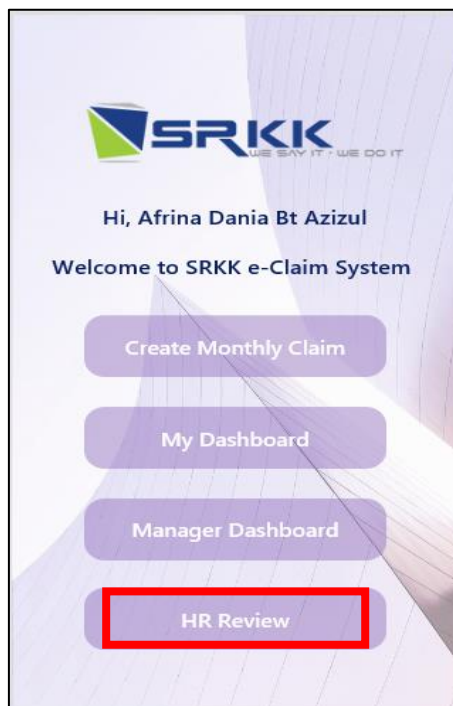 SRKK
WE SAY IT - WE DO IT
Hi, Afrina Dania Bt Azizul
Welcome to SRKK e-Claim System
Create Monthly Claim
My Dashboard
Manager Dashboard
HR Review